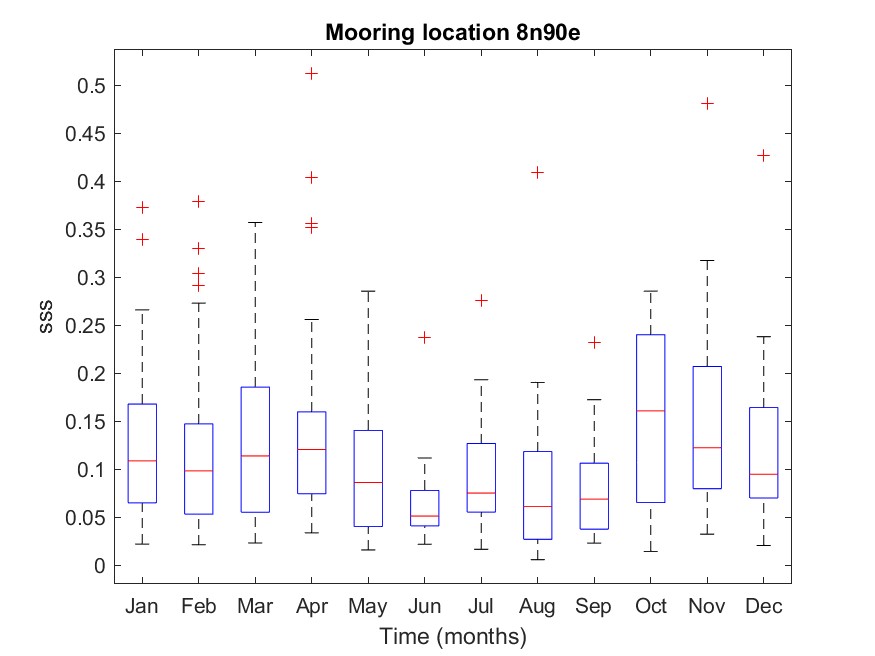 Mooring location 8n90e
0.5
0.45
0.4
0.35
0.3
0.25
0.2
0.15
0.1
0.05
0
sss
Jan Feb Mar Apr May Jun Jul Aug Sep Oct Nov Dec
Time (months)